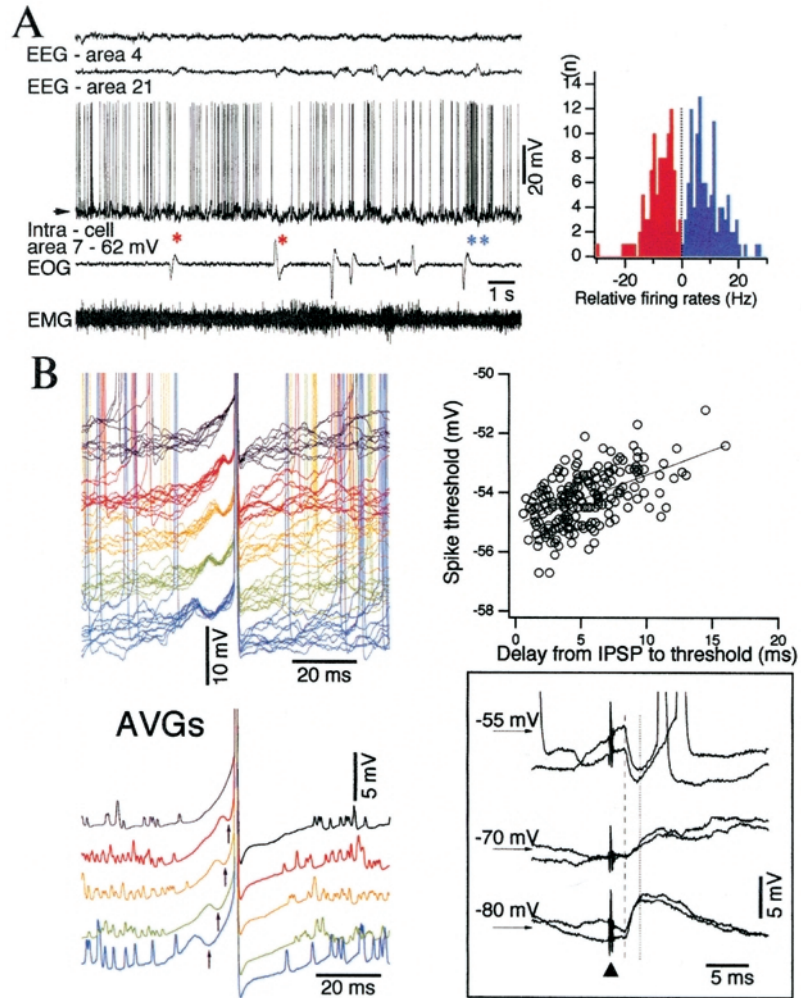 A
EEG - area 4
EEG - area 21
20 mV
Intra - cell
area 7 - 62 mV
*
*
**
EOG
1 s
EMG
(n)
14
12
10
8
6
4
2
0
-20
0
20
Relative firing rates (Hz)
B
10 mV
20 ms
-50
-52
-54
-56
-58
Spike threshold (mV)
0
5
10
15
20
Delay from IPSP to threshold (ms)
AVGs
5 mV
20 ms
-55 mV
-70 mV
-80 mV
5 mV
5 ms